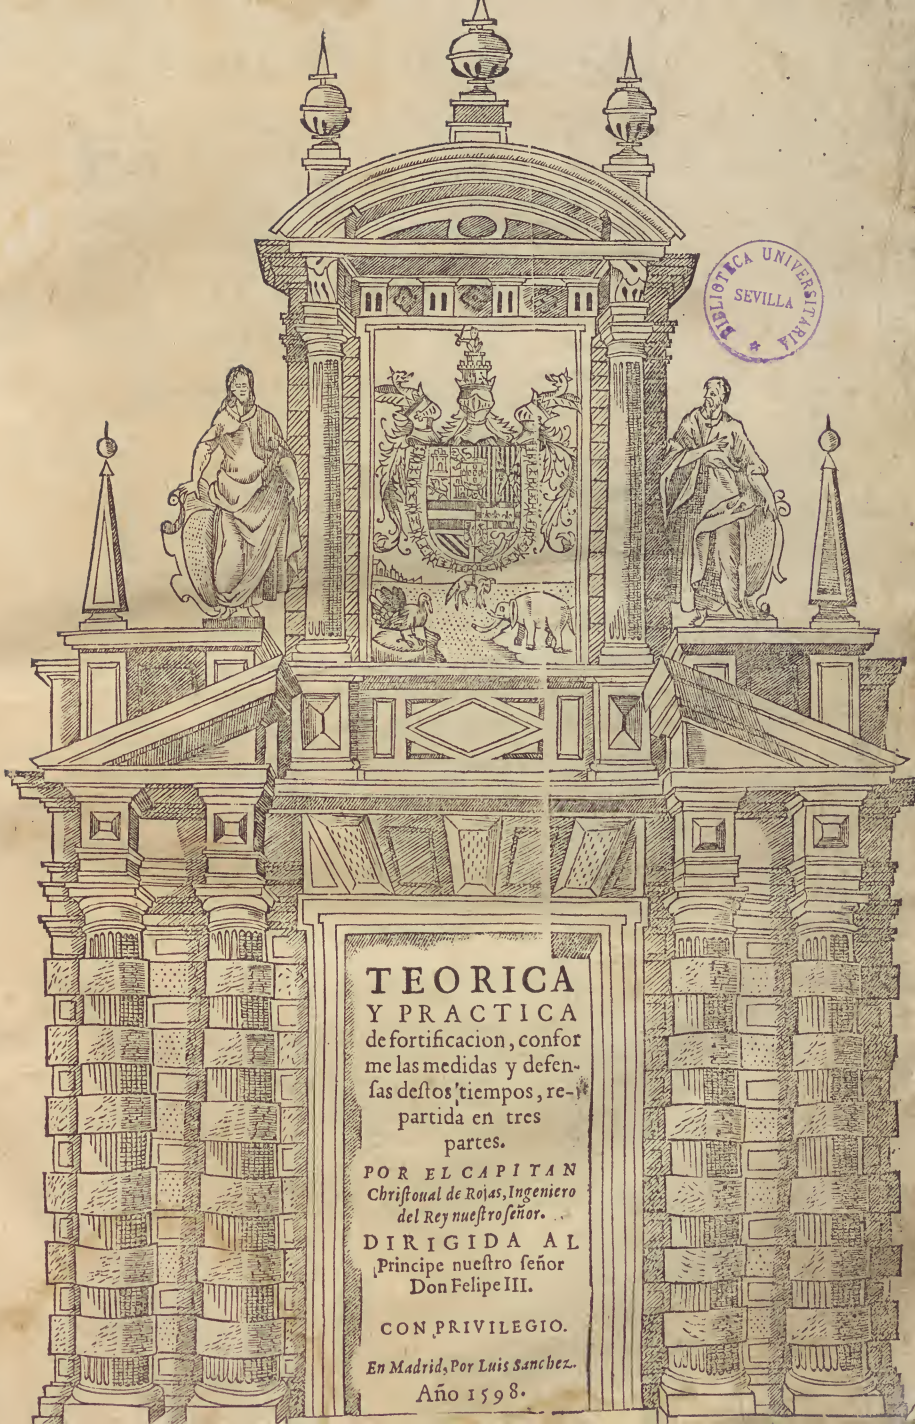 BIBLIOTECA UNIVERSITARIA
SEVILLA
TEORICA
Y PRACTICA
de fortificacion, confor
me las medidas y defen-
ſas deſtos tiempos, re-
partida en tres
partes.
POR EL CAPITAN
Chriſtoual de Rojas, Ingeniero
del Rey nueſtro ſeñor.
DIRIGIDA AL
Principe nueſtro ſeñor
Don Felipe III.
CON PRIVILEGIO.
En Madrid, Por Luis Sanchez.
Año 1598.